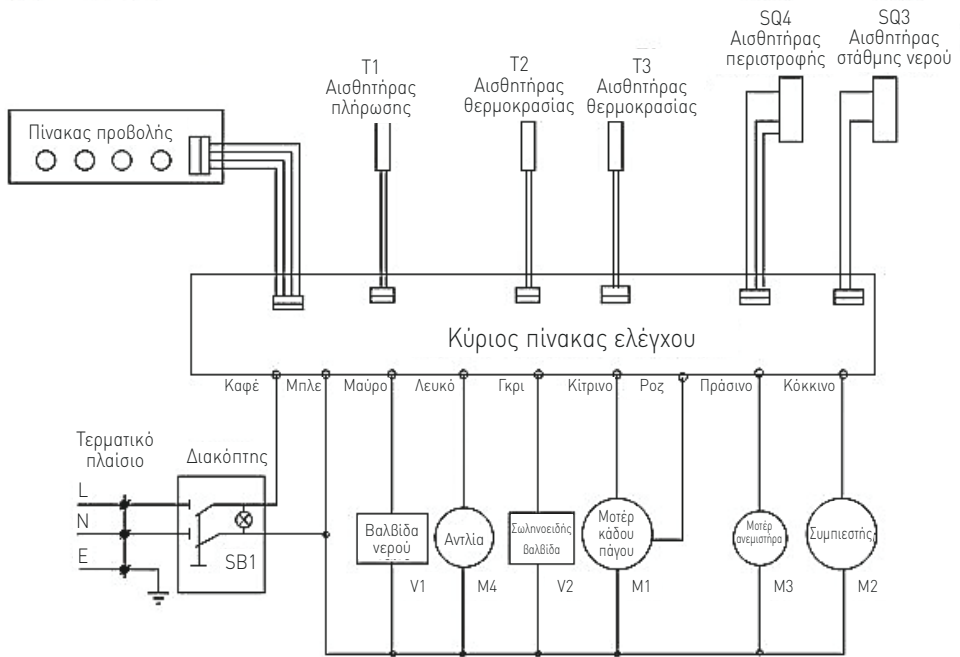 SQ4
Αισθητήρας
περιστροφής
SQ3
Αισθητήρας
στάθμης νερού
T1
Αισθητήρας
πλήρωσης
T2
Αισθητήρας
θερμοκρασίας
T3
Αισθητήρας
θερμοκρασίας
Πίνακας προβολής
Κύριος πίνακας ελέγχου
Καφέ Μπλε Μαύρο Λευκό Γκρι Κίτρινο Ροζ Πράσινο Κόκκινο
Τερματικό
πλαίσιο
Διακόπτης
L
N
E
SB1
Βαλβίδα
νερού
V1
Αντλία
M4
Σωληνοειδής
βαλβίδα
V2
Μοτέρ
κάδου
πάγου
M1
Μοτέρ
ανεμιστήρα
M3
Συμπιεστής
M2